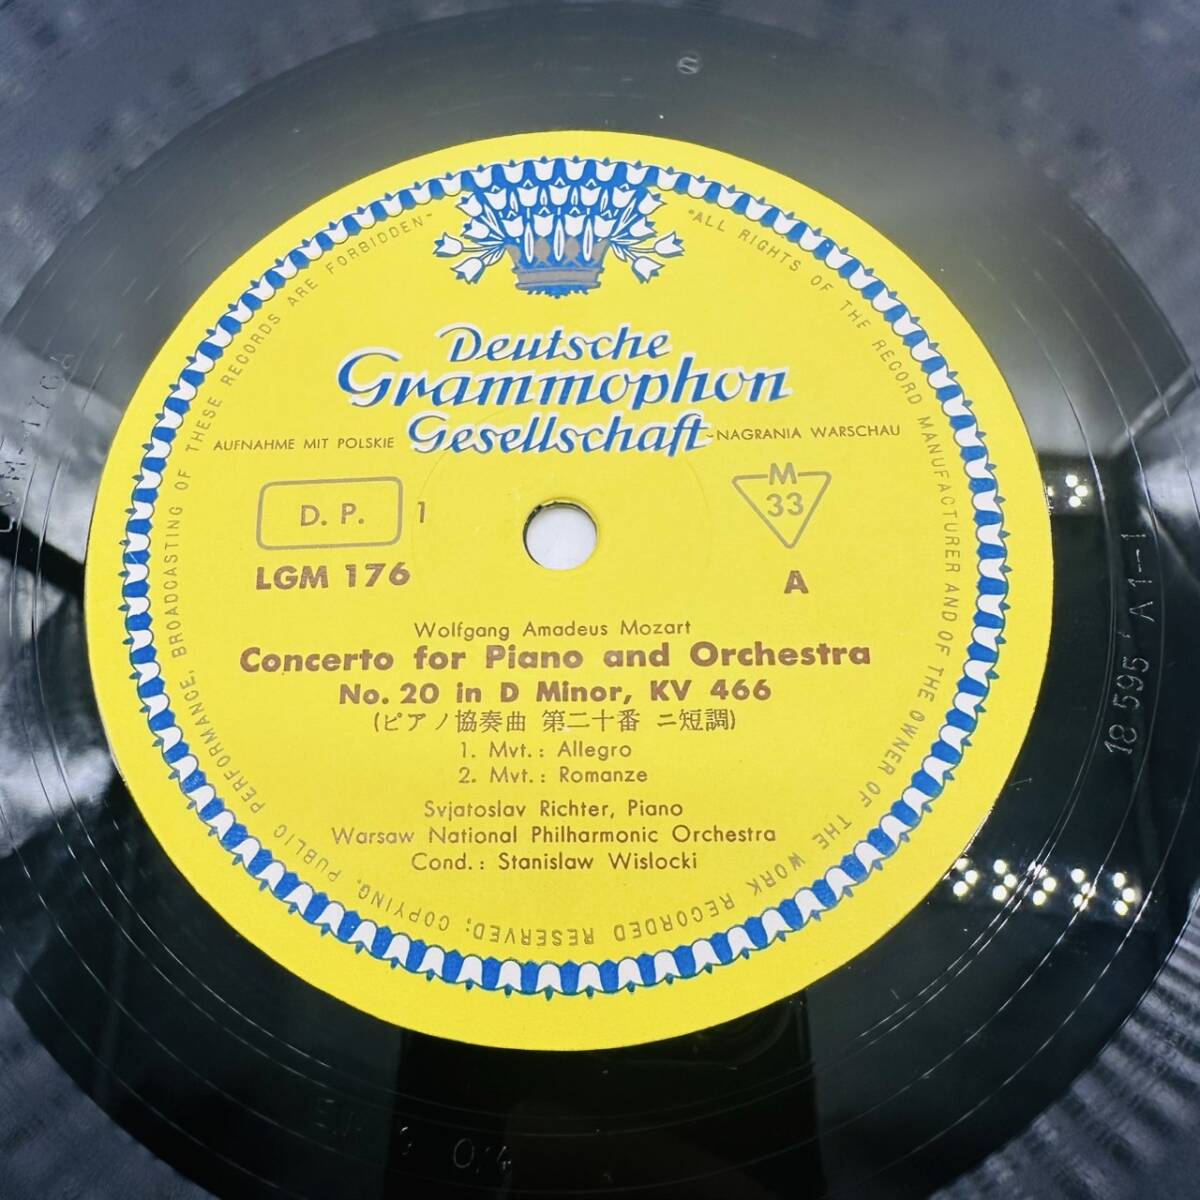 "ALL RIGHTS OF THE RECORD MANUFACTURER AND OF THE OWNER OF THE WORK RECORDED RESERVED; COPYING, PUBLIC PERFORMANCE, BROADCASTING OF THESE RECORDS ARE FORBIDDEN"
Deutsche
Grammophon
Gesellschaft
AUFNAHME MIT POLSKIE - NAGRANIA WARSCHAU
D. P. 1
M
33
LGM 176
A
Wolfgang Amadeus Mozart
Concerto for Piano and Orchestra
No. 20 in D Minor, KV 466
(ピアノ協奏曲 第二十番 ニ短調)
1. Mvt.: Allegro
2. Mvt.: Romanze
Svjatoslav Richter, Piano
Warsaw National Philharmonic Orchestra
Cond.: Stanislaw Wislocki
18 595 A 1-1